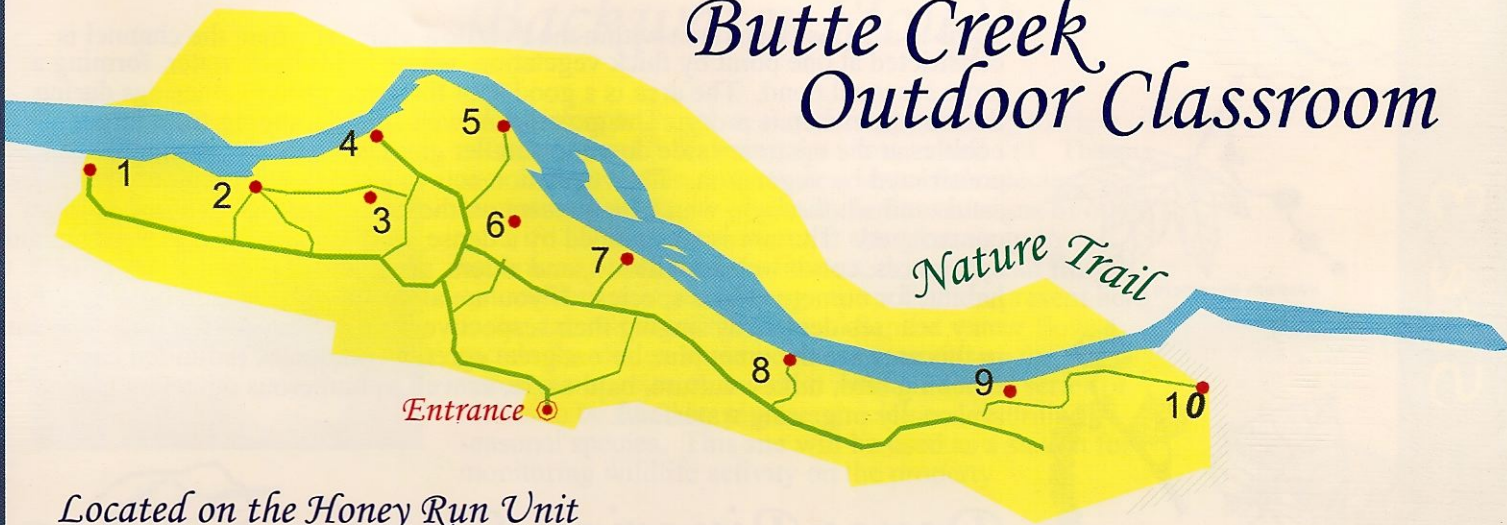 Butte Creek
Outdoor Classroom
5
4
1
2
3
6
7
Nature Trail
8
9
10
Entrance
Located on the Honey Run Unit